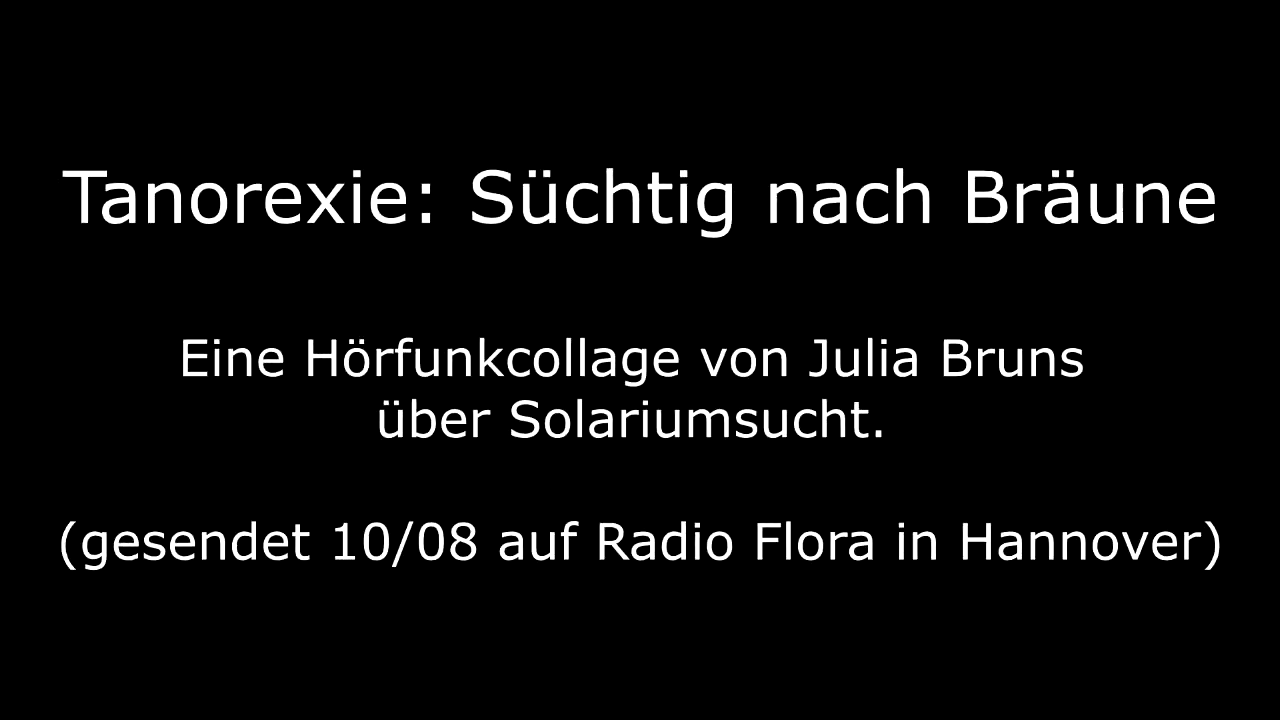 Tanorexie: Süchtig nach Bräune
Eine Hörfunkcollage von Julia Bruns
über Solariumsucht.
(gesendet 10/08 auf Radio Flora in Hannover)